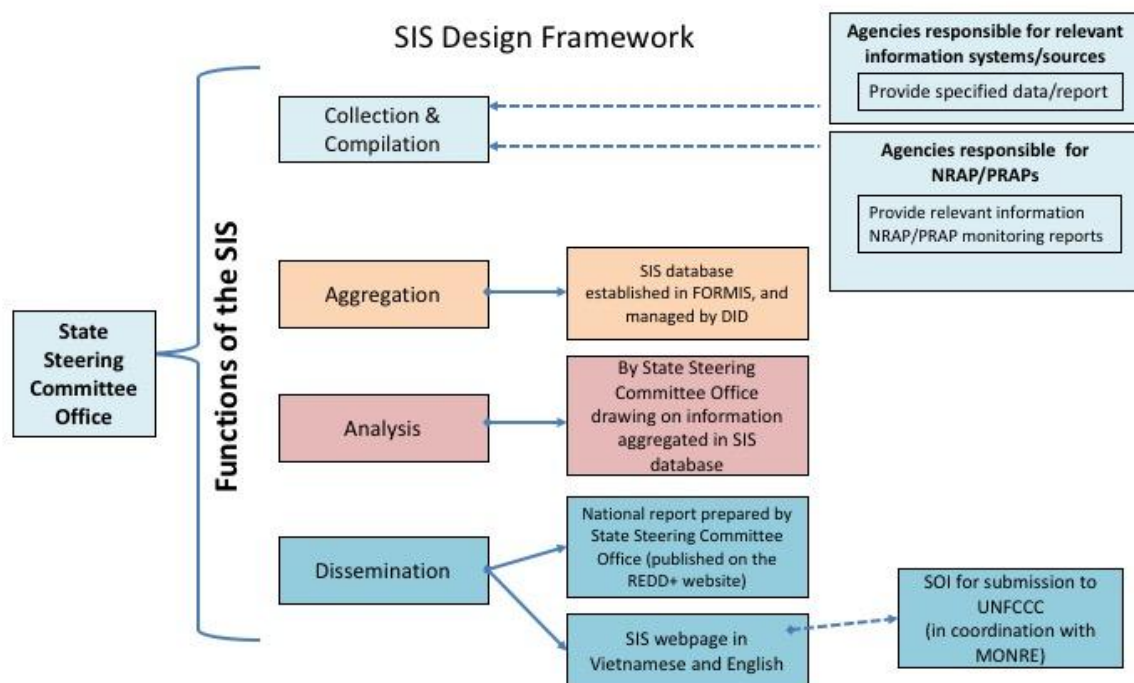 SIS Design Framework
State
Steering
Committee
Office
Functions of the SIS
Collection &
Compilation
Agencies responsible for relevant
information systems/sources
Provide specified data/report
Agencies responsible for
NRAP/PRAPs
Provide relevant information
NRAP/PRAP monitoring reports
Aggregation
SIS database
established in FORMIS, and
managed by DID
Analysis
By State Steering
Committee Office
drawing on information
aggregated in SIS
database
Dissemination
National report prepared by
State Steering Committee
Office (published on the
REDD+ website)
SIS webpage in
Vietnamese and English
SOI for submission to
UNFCCC
(in coordination with
MONRE)